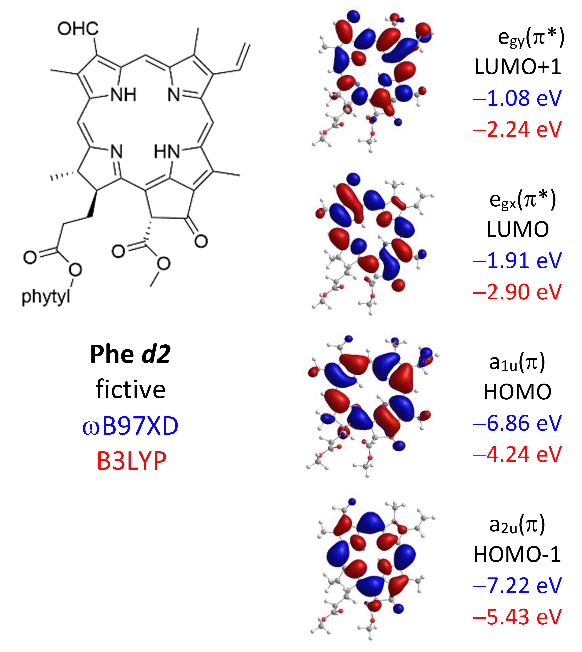 OHC
NH
N
N
HN
O
O
O
O
O
phytyl
Phe d2
fictive
ωB97XD
B3LYP
egy(π*)
LUMO+1
−1.08 eV
−2.24 eV
egx(π*)
LUMO
−1.91 eV
−2.90 eV
a1u(π)
HOMO
−6.86 eV
−4.24 eV
a2u(π)
HOMO-1
−7.22 eV
−5.43 eV